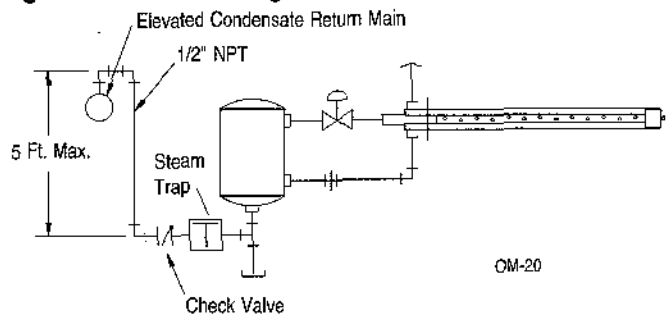 Elevated Condensate Return Main
1/2" NPT
5 Ft. Max.
Steam
Trap
Check Valve
OM-20